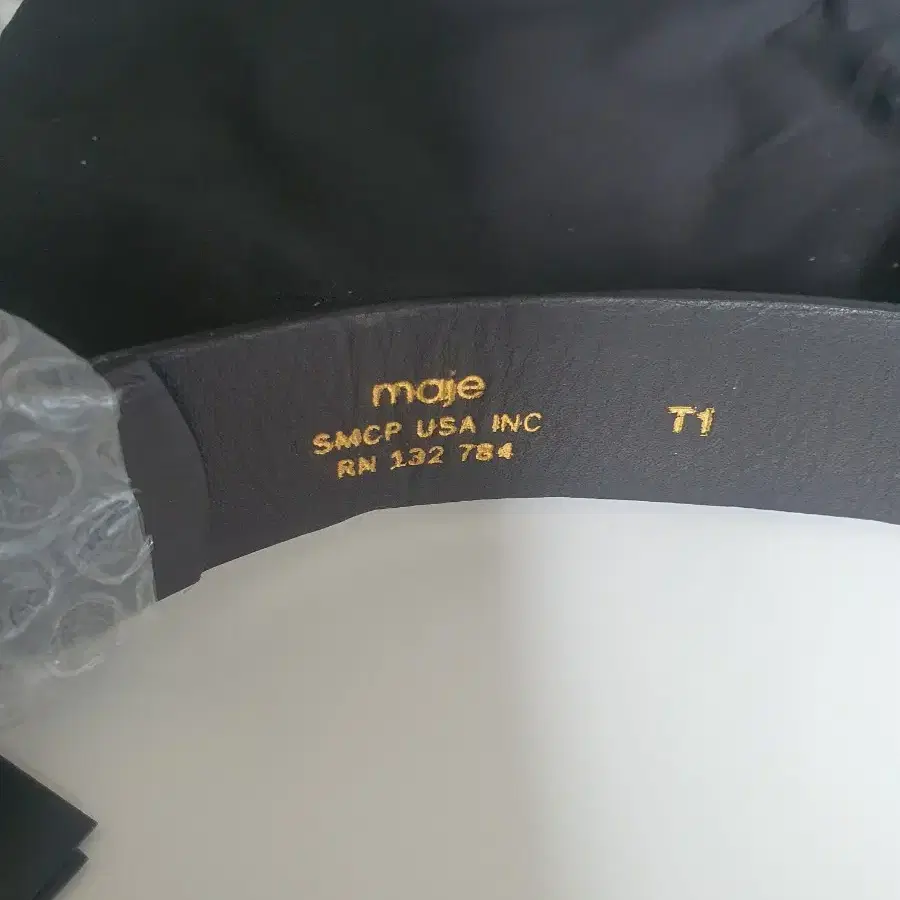 maje
SMCP USA INC
RN 132 784
T1